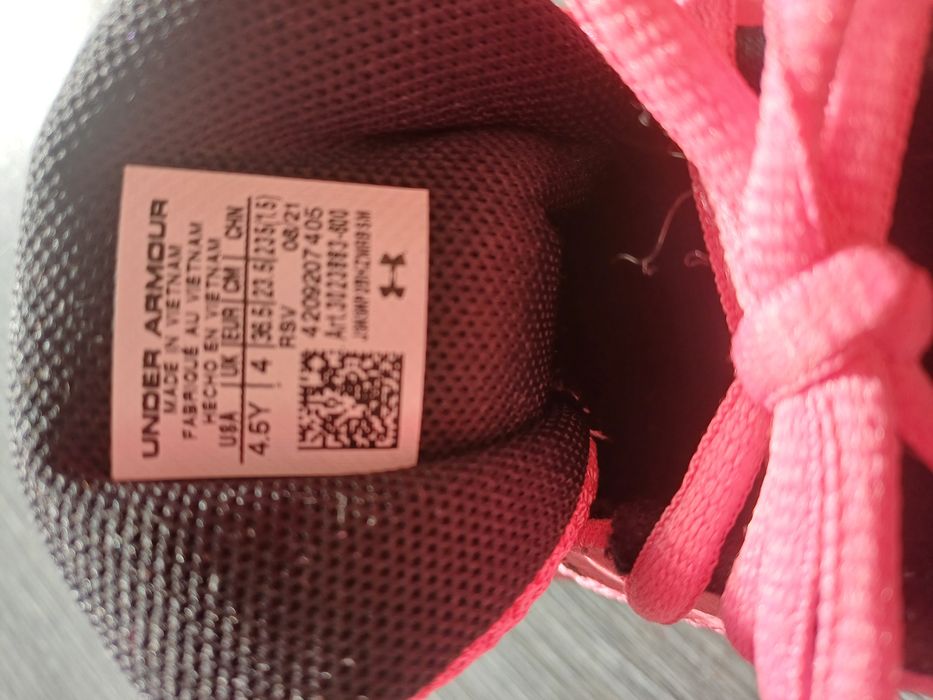 UNDER ARMOUR
MADE IN VIETNAM
FABRIQUÉ AU VIETNAM
HECHO EN VIETNAM
USA | UK | EUR | CM | CHN
4.5Y | 4 | 36.5 | 23.5 | 235(1.5)
RSV 08/21
4209207405